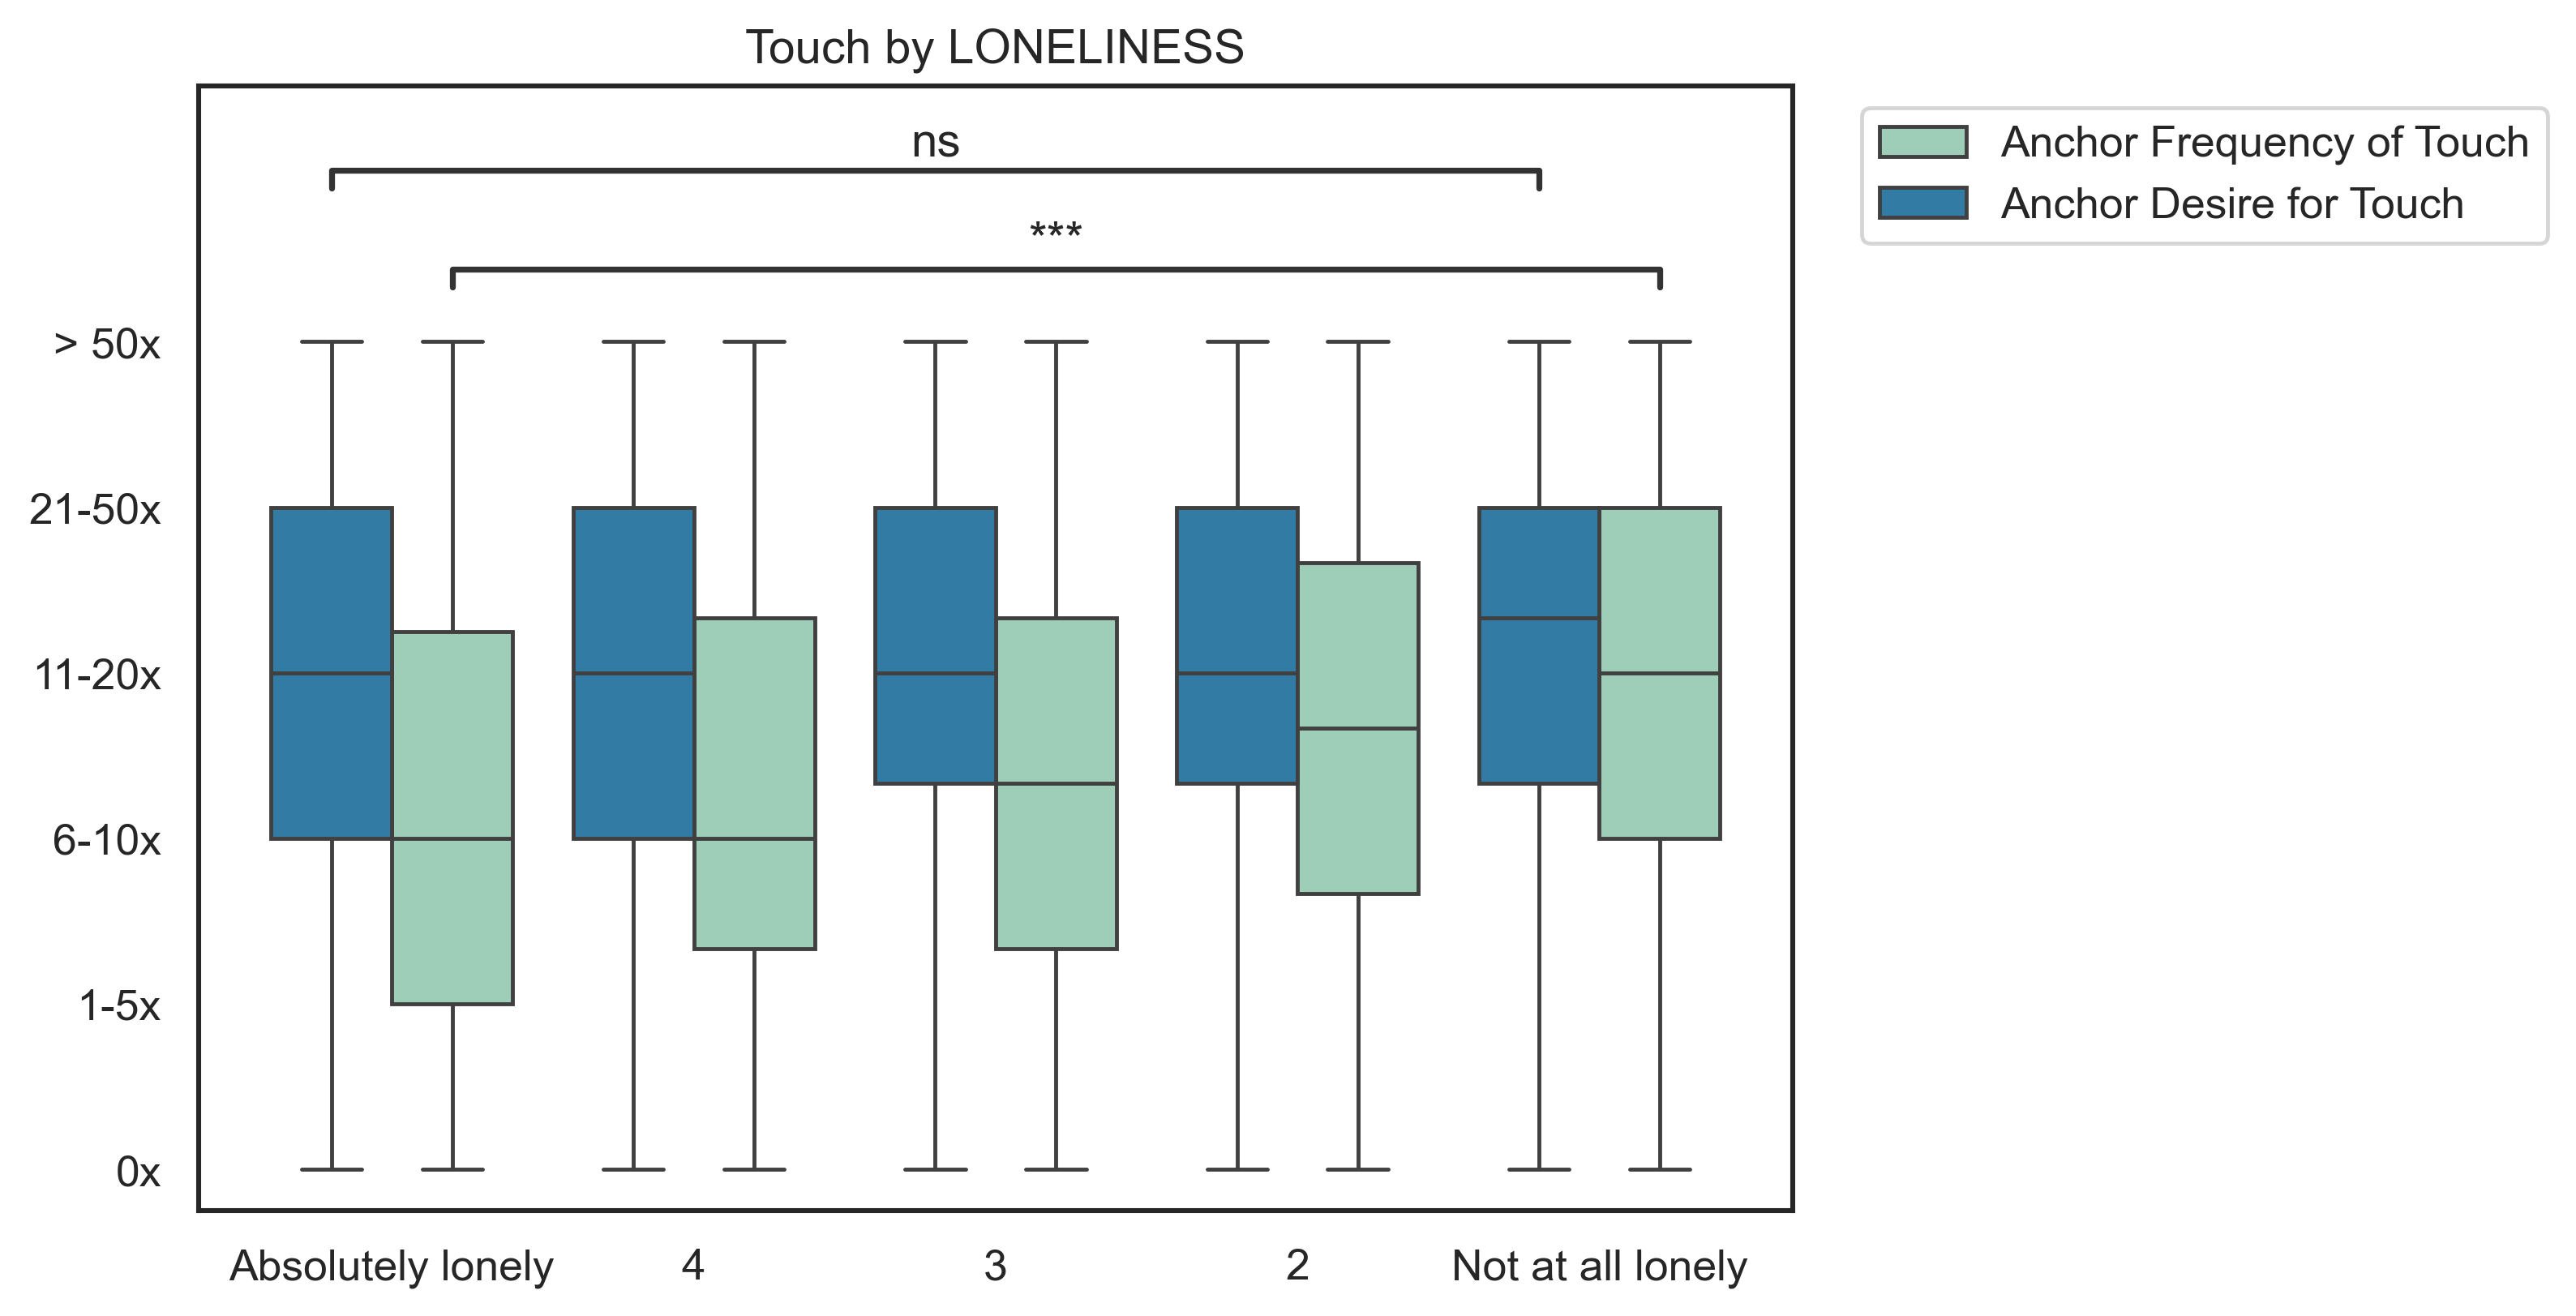 Touch by LONELINESS
ns
***
Anchor Frequency of Touch
Anchor Desire for Touch
> 50x
21-50x
11-20x
6-10x
1-5x
0x
Absolutely lonely
4
3
2
Not at all lonely